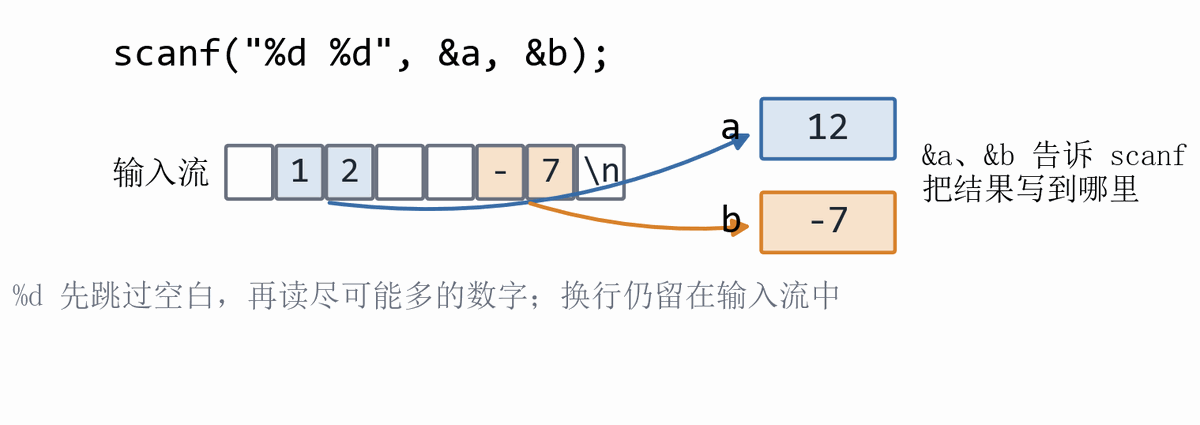 scanf("%d %d", &a, &b);
a
12
输入流
1 2 - 7 \n
&a、&b 告诉 scanf
把结果写到哪里
b
-7
%d 先跳过空白，再读尽可能多的数字；换行仍留在输入流中